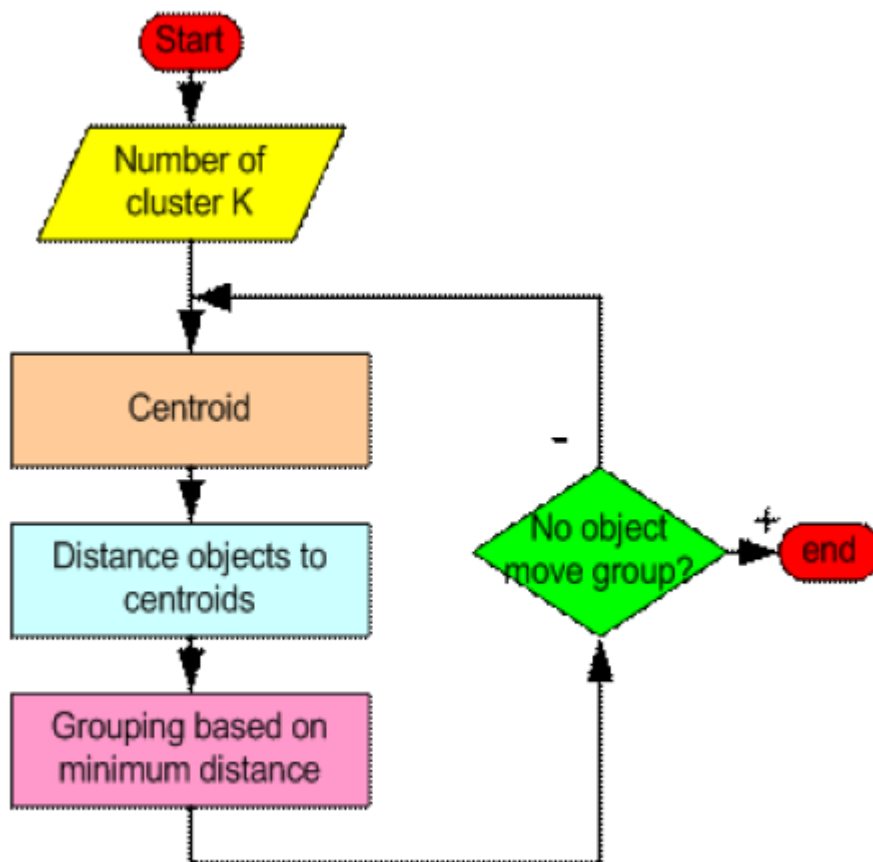 Start
Number of
cluster K
Centroid
Distance objects to
centroids
Grouping based on
minimum distance
-
No object
move group?
+
end